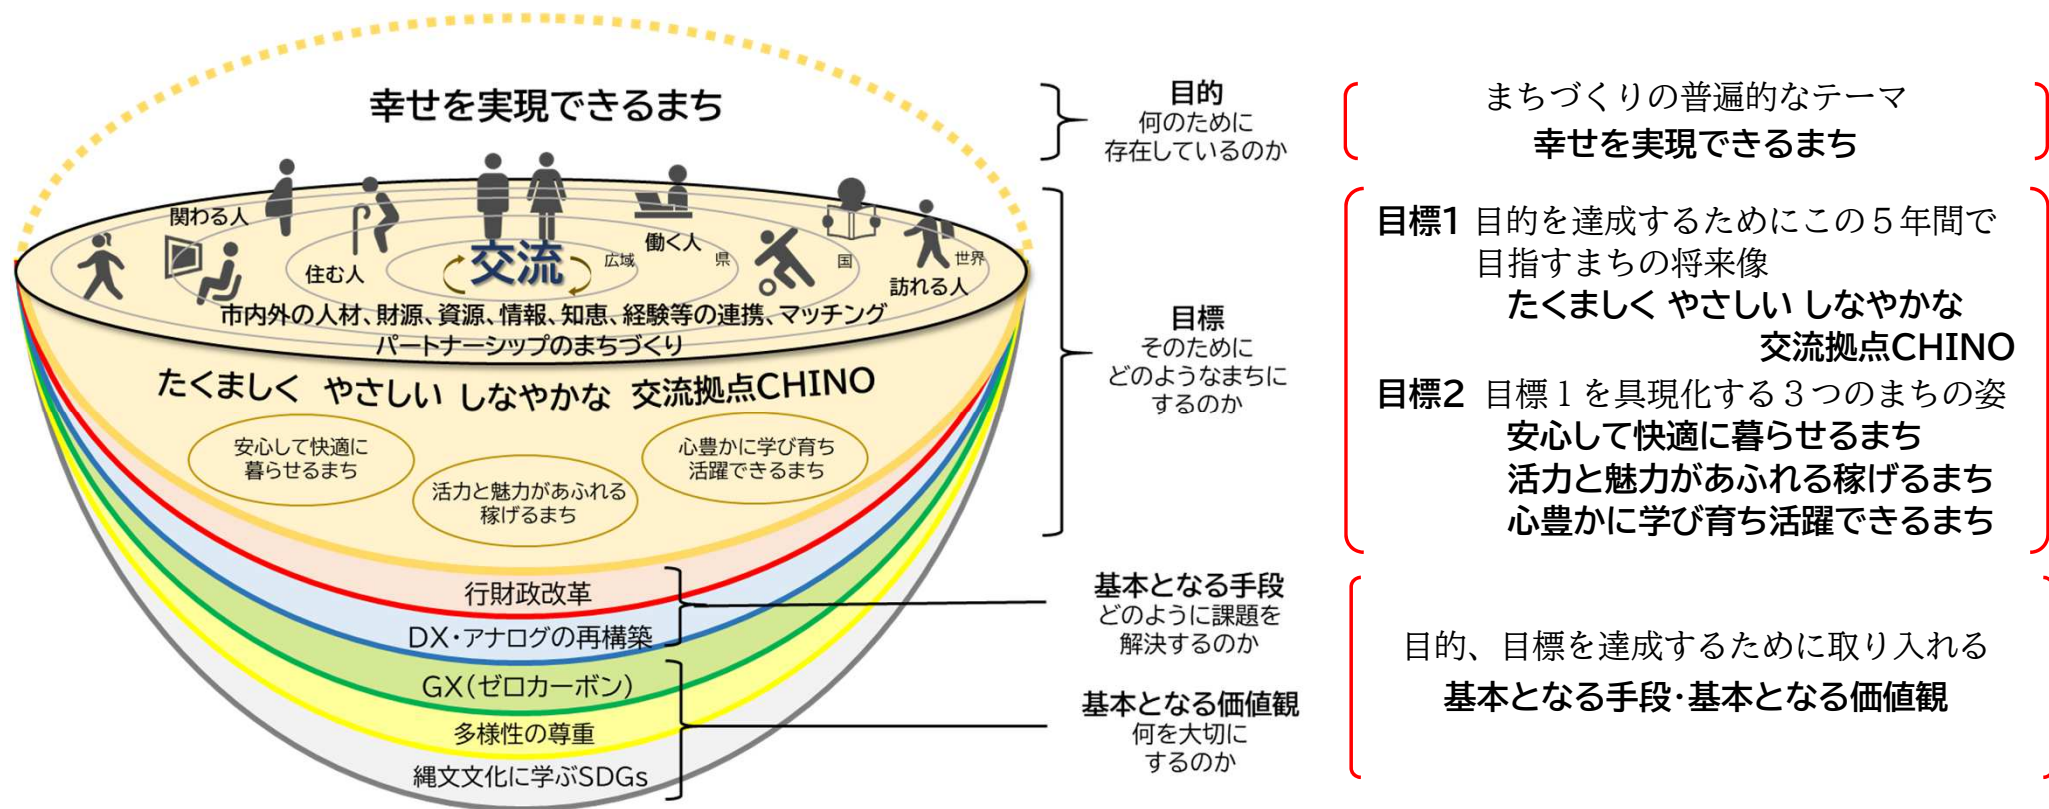 幸せを実現できるまち
関わる人
住む人
交流
広域
働く人
県
国
世界
訪れる人
市内外の人材、財源、資源、情報、知恵、経験等の連携、マッチング
パートナーシップのまちづくり
たくましく やさしい しなやかな 交流拠点CHINO
安心して快適に
暮らせるまち
活力と魅力があふれる
稼げるまち
心豊かに学び育ち
活躍できるまち
行財政改革
DX・アナログの再構築
GX(ゼロカーボン)
多様性の尊重
縄文文化に学ぶSDGs
目的
何のために
存在しているのか
目標
そのために
どのようなまちに
するのか
基本となる手段
どのように課題を
解決するのか
基本となる価値観
何を大切に
するのか
まちづくりの普遍的なテーマ
幸せを実現できるまち
目標1 目的を達成するためにこの5年間で
目指すまちの将来像
たくましく やさしい しなやかな
交流拠点CHINO
目標2 目標1を具現化する3つのまちの姿
安心して快適に暮らせるまち
活力と魅力があふれる稼げるまち
心豊かに学び育ち活躍できるまち
目的、目標を達成するために取り入れる
基本となる手段・基本となる価値観